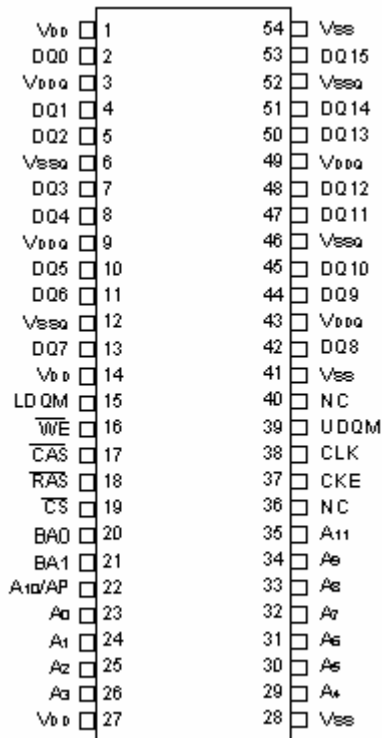 VDD 1 54 VSS
DQ0 2 53 DQ15
VDDQ 3 52 VSSQ
DQ1 4 51 DQ14
DQ2 5 50 DQ13
VSSQ 6 49 VDDQ
DQ3 7 48 DQ12
DQ4 8 47 DQ11
VDDQ 9 46 VSSQ
DQ5 10 45 DQ10
DQ6 11 44 DQ9
VSSQ 12 43 VDDQ
DQ7 13 42 DQ8
VDD 14 41 VSS
LDQM 15 40 NC
W̅E̅ 16 39 UDQM
C̅A̅S̅ 17 38 CLK
R̅A̅S̅ 18 37 CKE
C̅S̅ 19 36 NC
BA0 20 35 A11
BA1 21 34 A9
A10/AP 22 33 A8
A0 23 32 A7
A1 24 31 A6
A2 25 30 A5
A3 26 29 A4
VDD 27 28 VSS